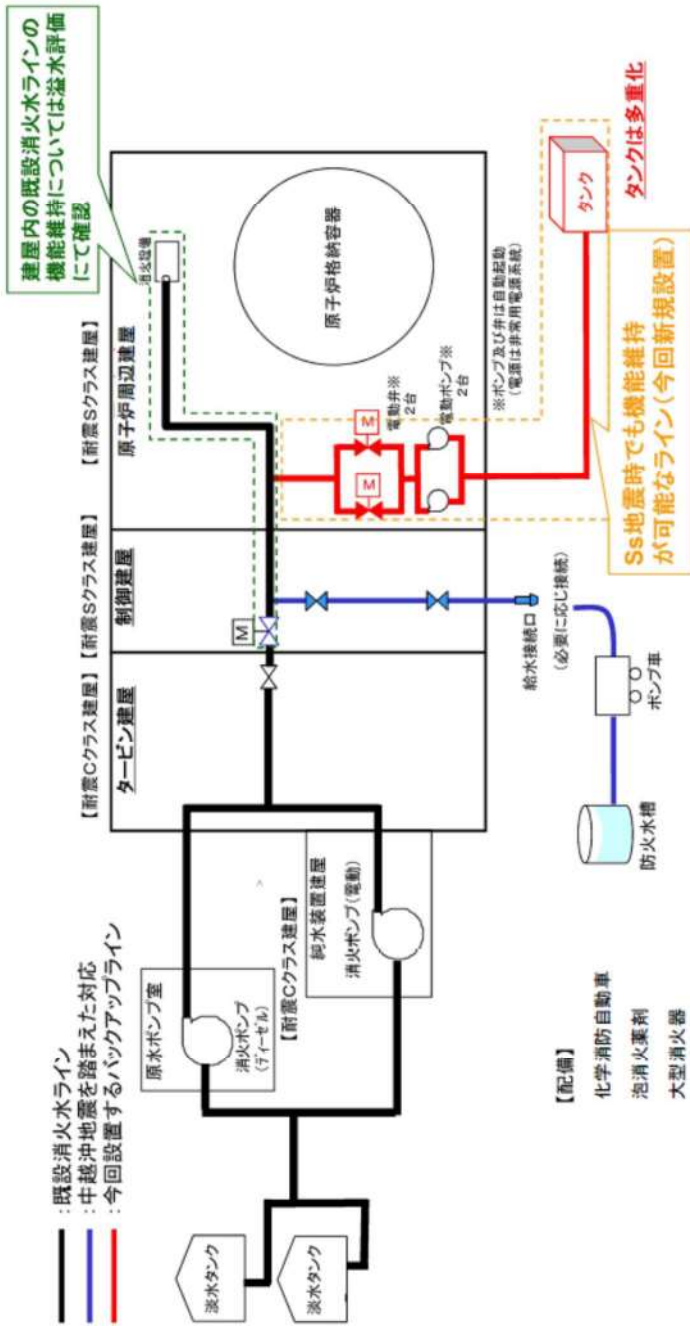 ：既設消火水ライン
：中越沖地震を踏まえた対応
：今回設置するバックアップライン
建屋内の既設消火水ラインの
機能維持については溢水評価
にて確認
【耐震Cクラス建屋】
【耐震Sクラス建屋】
【耐震Sクラス建屋】
タービン建屋
制御建屋
原子炉周辺建屋
消火設備
M
原水ポンプ室
消火ポンプ
(ディーゼル)
【耐震Cクラス建屋】
純水装置建屋
消火ポンプ(電動)
淡水タンク
淡水タンク
原子炉格納容器
M
M
電動弁※
2台
電動ポンプ※
2台
※ポンプ及び弁は自動起動
(電源は非常用電源系統)
給水接続口
(必要に応じ接続)
ポンプ車
防火水槽
タンク
タンクは多重化
Ss地震時でも機能維持
が可能なライン(今回新規設置)
【配備】
化学消防自動車
泡消火薬剤
大型消火器